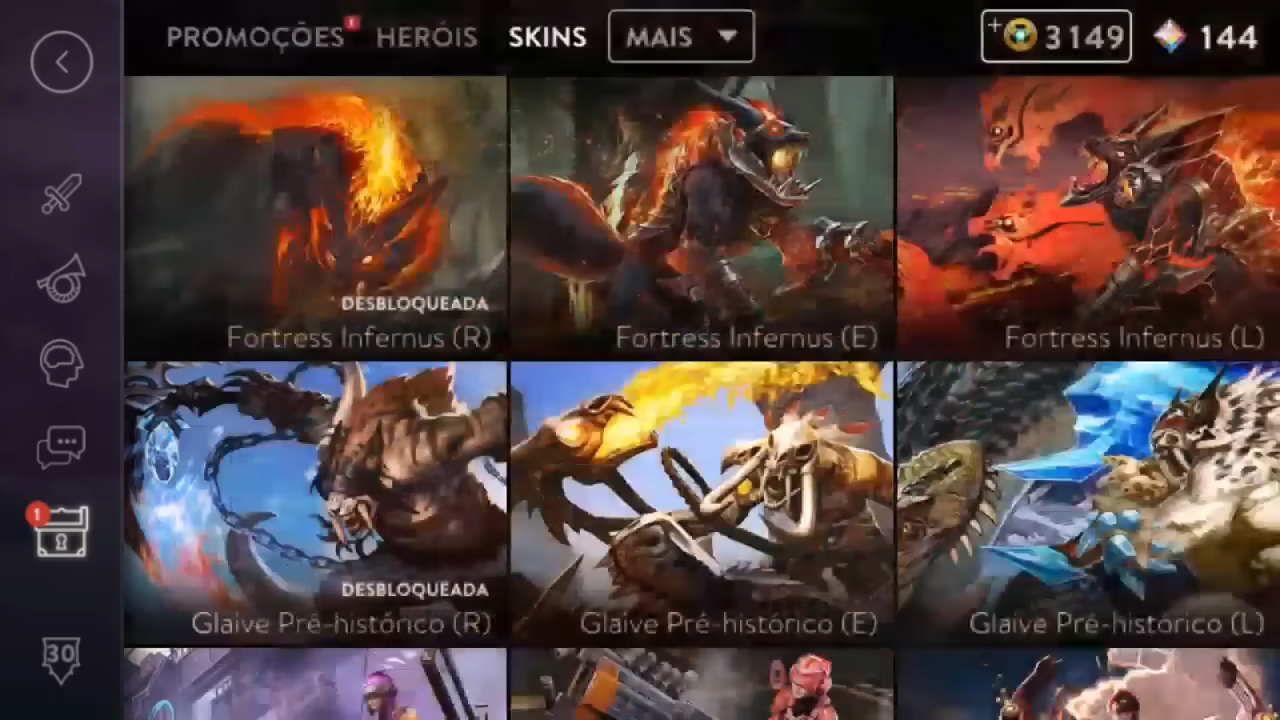 PROMOÇÕES HERÓIS SKINS MAIS 3149 144
DESBLOQUEADA
Fortress Infernus (R) Fortress Infernus (E) Fortress Infernus (L)
DESBLOQUEADA
Glaive Pré-histórico (R) Glaive Pré-histórico (E) Glaive Pré-histórico (L)
1
30